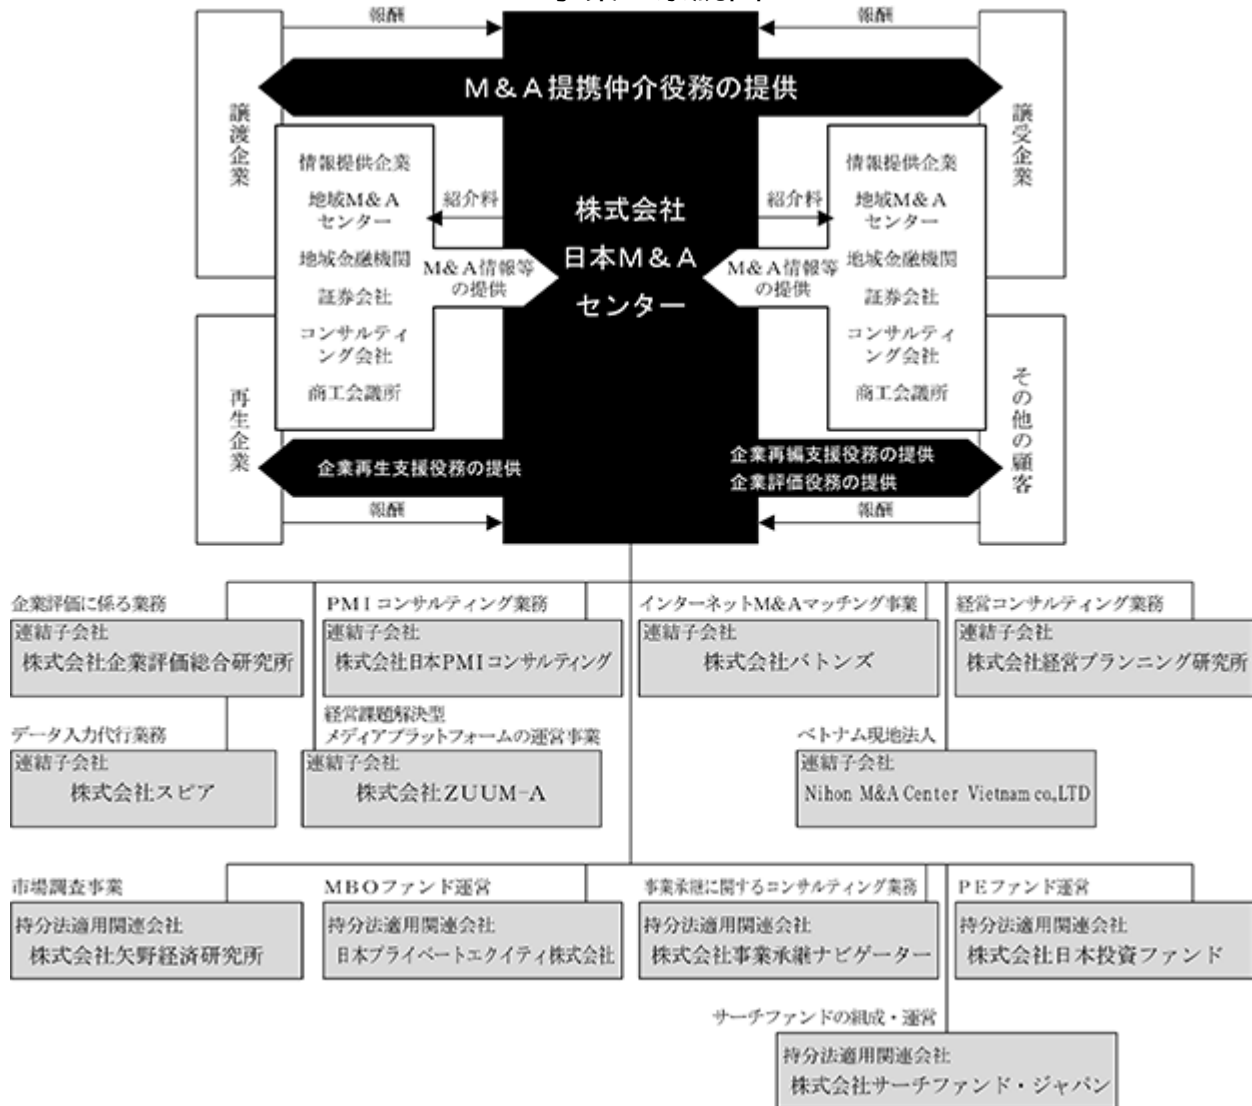 報酬
報酬
M&A提携仲介役務の提供
譲渡企業
譲受企業
情報提供企業
地域M&A
センター
地域金融機関
証券会社
コンサルティ
ング会社
商工会議所
紹介料
M&A情報等
の提供
株式会社
日本M&A
センター
紹介料
M&A情報等
の提供
情報提供企業
地域M&A
センター
地域金融機関
証券会社
コンサルティ
ング会社
商工会議所
再生企業
その他の顧客
企業再生支援役務の提供
企業再編支援役務の提供
企業評価役務の提供
報酬
報酬
企業評価に係る業務
連結子会社
株式会社企業評価総合研究所
PMIコンサルティング業務
連結子会社
株式会社日本PMIコンサルティング
インターネットM&Aマッチング事業
連結子会社
株式会社バトンズ
経営コンサルティング業務
連結子会社
株式会社経営プランニング研究所
データ入力代行業務
連結子会社
株式会社スピア
経営課題解決型
メディアプラットフォームの運営事業
連結子会社
株式会社ZUUM-A
ベトナム現地法人
連結子会社
Nihon M&A Center Vietnam co,LTD
市場調査事業
持分法適用関連会社
株式会社矢野経済研究所
MBOファンド運営
持分法適用関連会社
日本プライベートエクイティ株式会社
事業承継に関するコンサルティング業務
持分法適用関連会社
株式会社事業承継ナビゲーター
PEファンド運営
持分法適用関連会社
株式会社日本投資ファンド
サーチファンドの組成・運営
持分法適用関連会社
株式会社サーチファンド・ジャパン